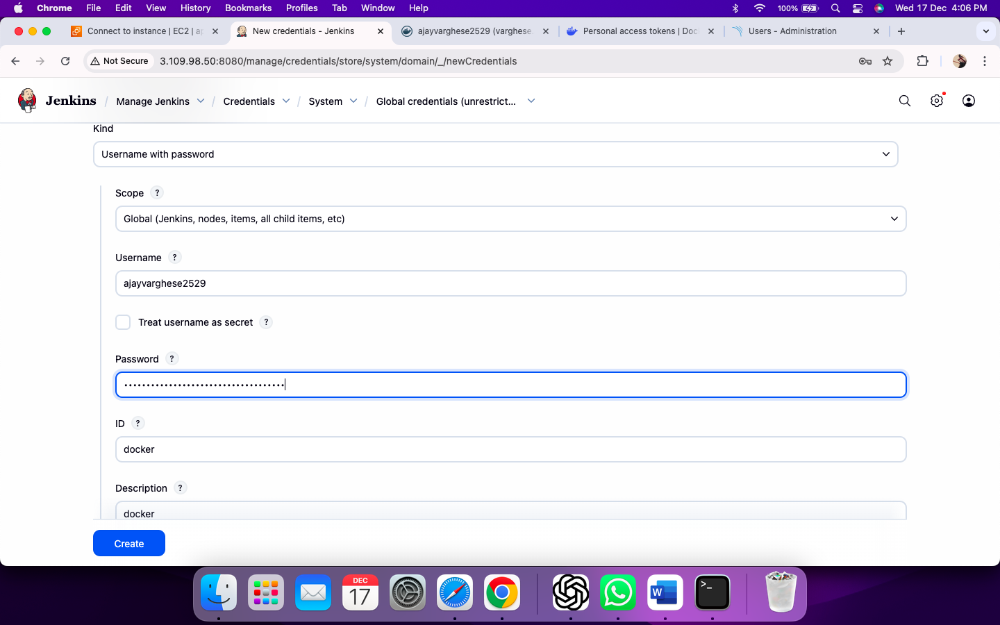 Chrome File Edit View History Bookmarks Profiles Tab Window Help 100% Wed 17 Dec 4:06 PM
Connect to instance | EC2 | ap
New credentials - Jenkins
ajayvarghese2529 (varghese.
Personal access tokens | Doc
Users - Administration
Not Secure 3.109.98.50:8080/manage/credentials/store/system/domain/_/newCredentials
Jenkins / Manage Jenkins / Credentials / System / Global credentials (unrestrict...
Kind
Username with password
Scope ?
Global (Jenkins, nodes, items, all child items, etc)
Username ?
ajayvarghese2529
Treat username as secret ?
Password ?
ID ?
docker
Description ?
docker
Create
DEC
17
W
>_